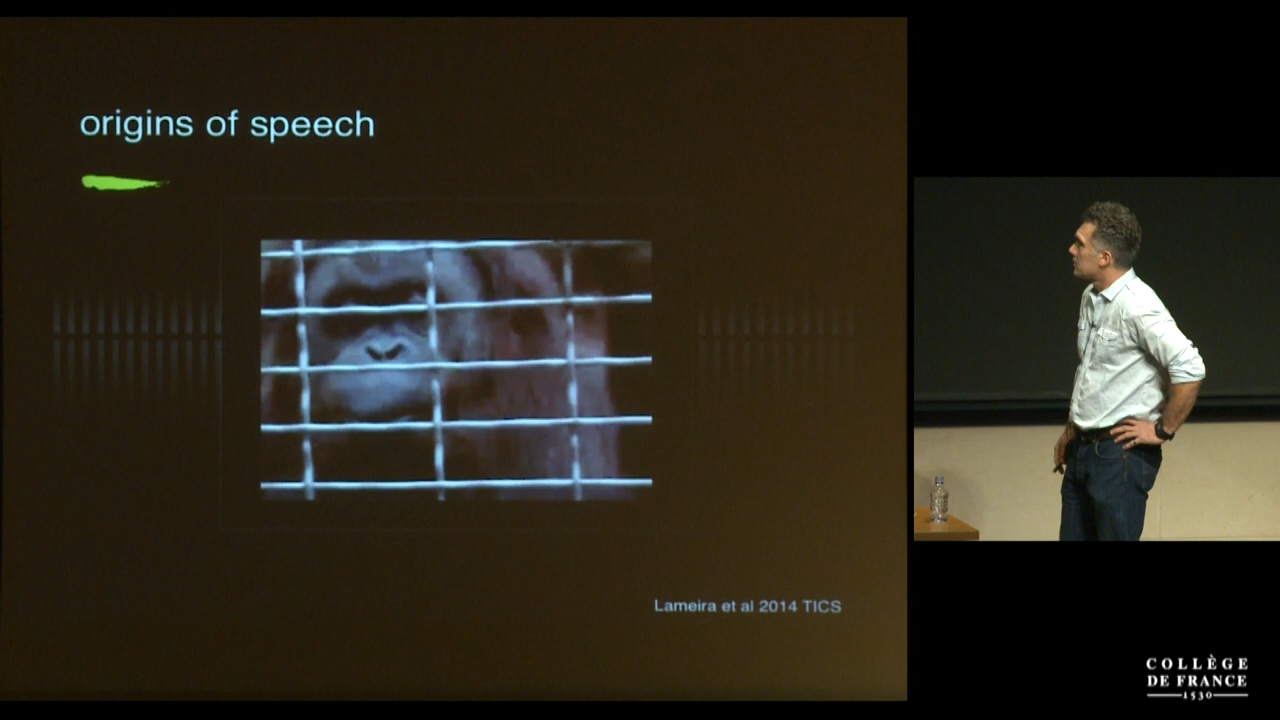 origins of speech
Lameira et al 2014 TICS
COLLÈGE
DE FRANCE
1530